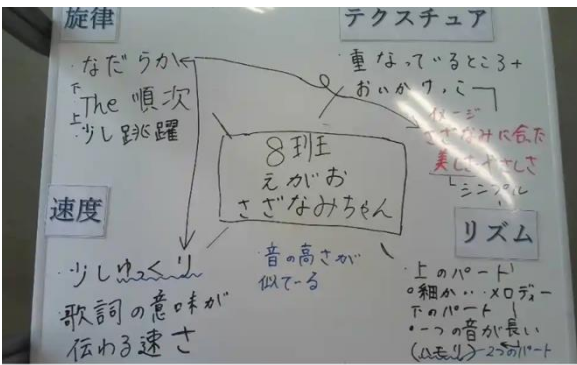 旋律
なだらか
下
上
The 順次
少し跳躍
テクスチュア
重なっているところ+
おいかけっこ
イメージ
さざなみに合った
美しさやさしさ
シンプル
8班
えがお
さざなみちゃん
速度
少しゆっくり
歌詞の意味が
伝わる速さ
音の高さが
似ている
リズム
上のパート
細かい メロディー
下のパート
一つの音が長い
(ハモリ) 2つのパート